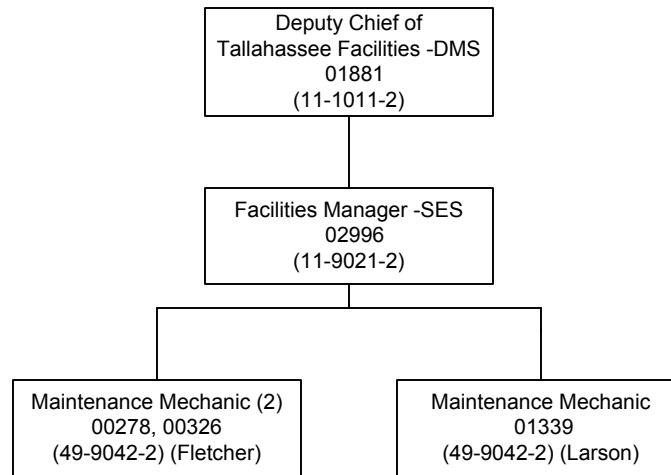 Deputy Chief of
Tallahassee Facilities -DMS
01881
(11-1011-2)
Facilities Manager -SES
02996
(11-9021-2)
Maintenance Mechanic (2)
00278, 00326
(49-9042-2) (Fletcher)
Maintenance Mechanic
01339
(49-9042-2) (Larson)